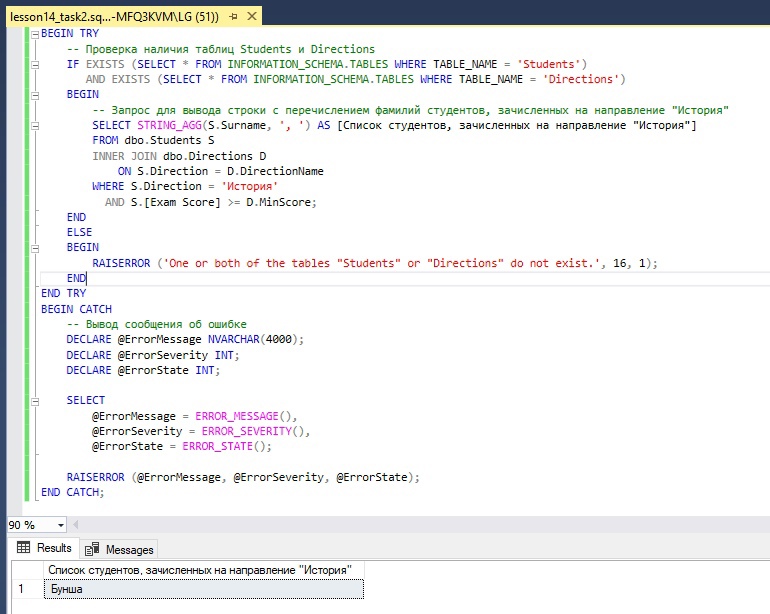 lesson14_task2.sq...-MFQ3KVM\LG (51))
BEGIN TRY
-- Проверка наличия таблиц Students и Directions
IF EXISTS (SELECT * FROM INFORMATION_SCHEMA.TABLES WHERE TABLE_NAME = 'Students')
AND EXISTS (SELECT * FROM INFORMATION_SCHEMA.TABLES WHERE TABLE_NAME = 'Directions')
BEGIN
-- Запрос для вывода строки с перечислением фамилий студентов, зачисленных на направление "История"
SELECT STRING_AGG(S.Surname, ', ') AS [Список студентов, зачисленных на направление "История"]
FROM dbo.Students S
INNER JOIN dbo.Directions D
ON S.Direction = D.DirectionName
WHERE S.Direction = 'История'
AND S.[Exam Score] >= D.MinScore;
END
ELSE
BEGIN
RAISERROR ('One or both of the tables "Students" or "Directions" do not exist.', 16, 1);
END
END TRY
BEGIN CATCH
-- Вывод сообщения об ошибке
DECLARE @ErrorMessage NVARCHAR(4000);
DECLARE @ErrorSeverity INT;
DECLARE @ErrorState INT;
SELECT
@ErrorMessage = ERROR_MESSAGE(),
@ErrorSeverity = ERROR_SEVERITY(),
@ErrorState = ERROR_STATE();
RAISERROR (@ErrorMessage, @ErrorSeverity, @ErrorState);
END CATCH;
90 %
Results Messages
Список студентов, зачисленных на направление "История"
1 Бунша